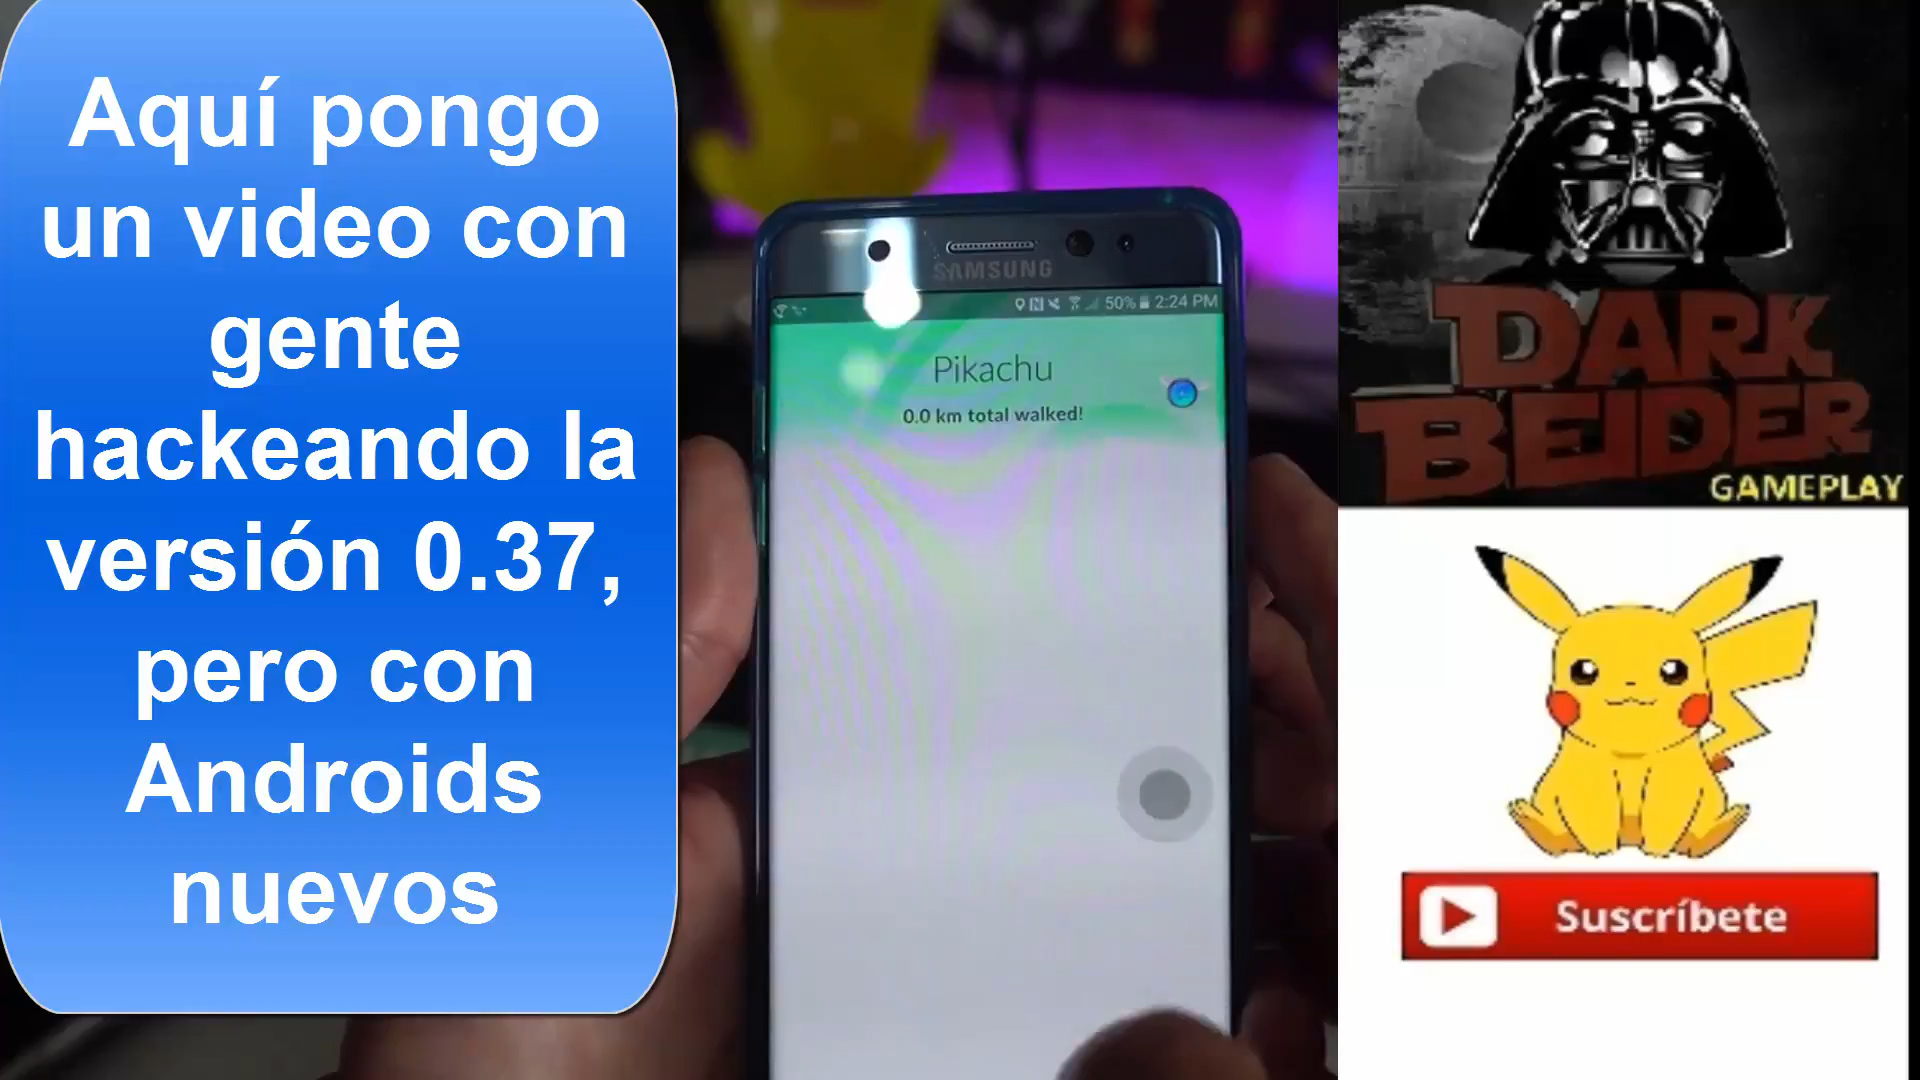 Aquí pongo
un video con
gente
hackeando la
versión 0.37,
pero con
Androids
nuevos
SAMSUNG
50% 2:24 PM
Pikachu
0.0 km total walked!
DARK
BEIDER
GAMEPLAY
Suscríbete